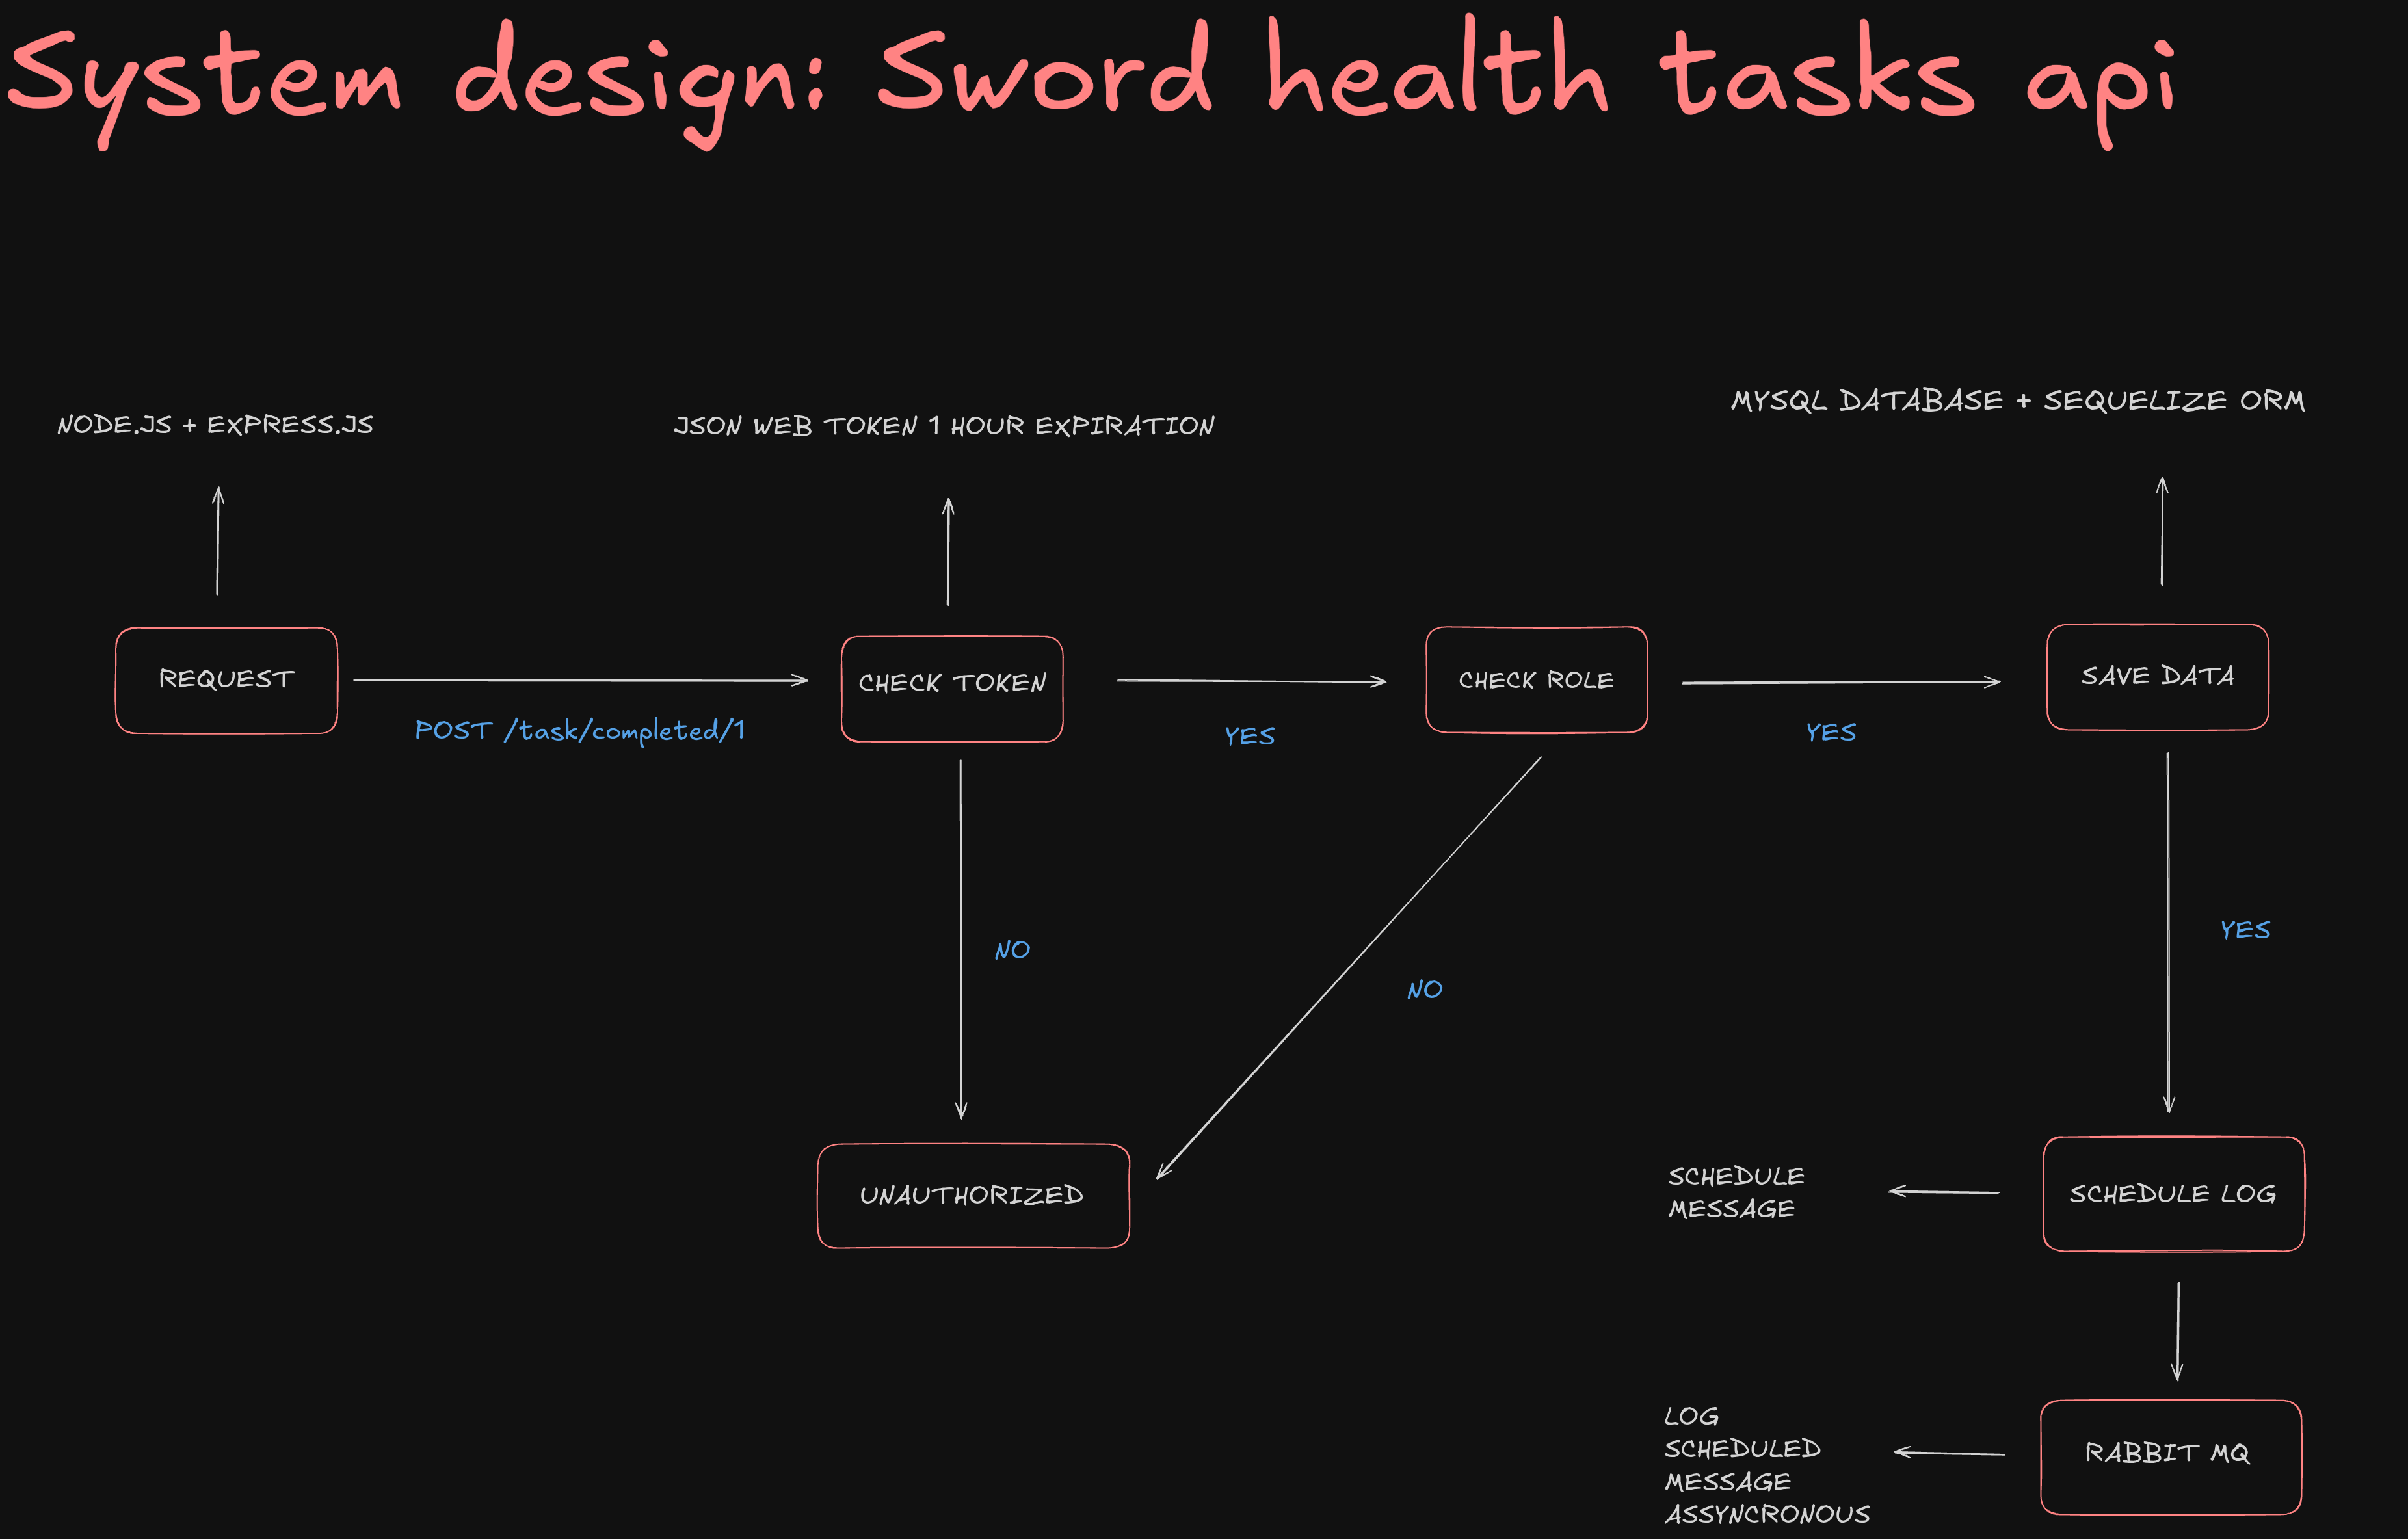 System design: Sword health tasks api
NODE.JS + EXPRESS.JS
JSON WEB TOKEN 1 HOUR EXPIRATION
MYSQL DATABASE + SEQUELIZE ORM
REQUEST
POST /task/completed/1
CHECK TOKEN
YES
CHECK ROLE
YES
SAVE DATA
NO
NO
YES
UNAUTHORIZED
SCHEDULE
MESSAGE
SCHEDULE LOG
LOG
SCHEDULED
MESSAGE
ASSYNCRONOUS
RABBIT MQ